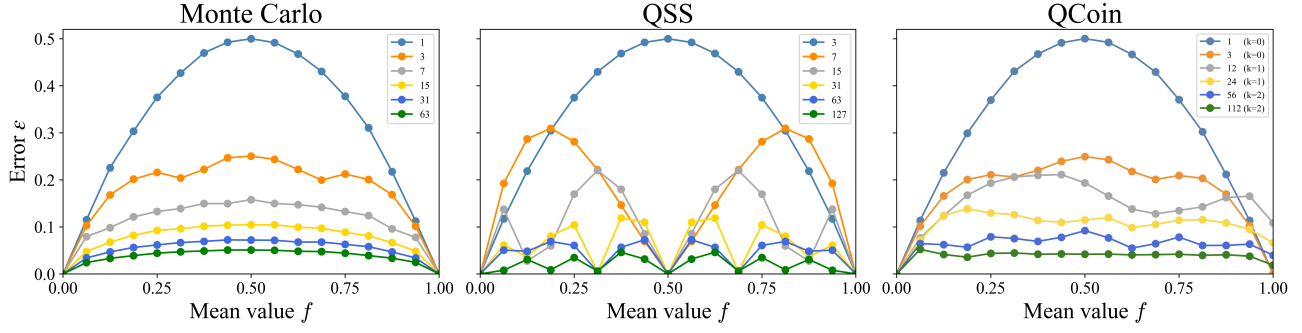 Monte Carlo
QSS
QCoin
Error ε
0.5
0.4
0.3
0.2
0.1
0.0
1
3
7
15
31
63
0.00
0.25
0.50
0.75
1.00
Mean value f
3
7
15
31
63
127
0.00
0.25
0.50
0.75
1.00
Mean value f
1 (k=0)
3 (k=0)
12 (k=1)
24 (k=1)
56 (k=2)
112 (k=2)
0.00
0.25
0.50
0.75
1.00
Mean value f